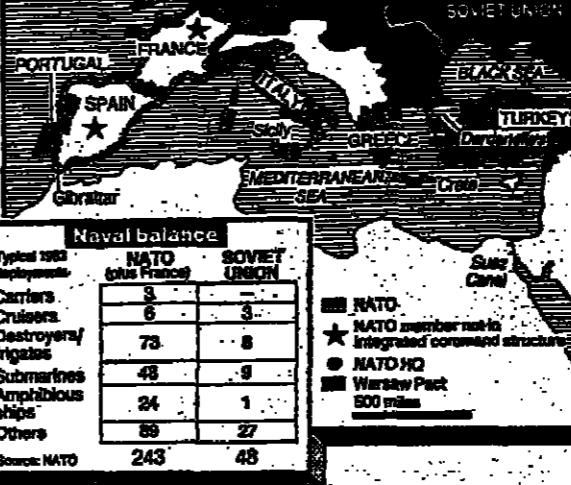 SOVIET UNION
FRANCE
PORTUGAL
BLACK SEA
ITALY
SPAIN
TURKEY
Sicily
GREECE
Dardanelles
MEDITERRANEAN
SEA
Crete
Gibraltar
Suez
Canal
Naval balance
Typical
deployments
NATO
(plus France)
SOVIET
UNION
Carriers 3 —
Cruisers 6 3
Destroyers/
frigates 73 8
Submarines 48 9
Amphibious
ships 24 1
Others 89 27
Source: NATO 243 48
NATO
NATO member not in
integrated command structure
NATO HQ
Warsaw Pact
500 miles